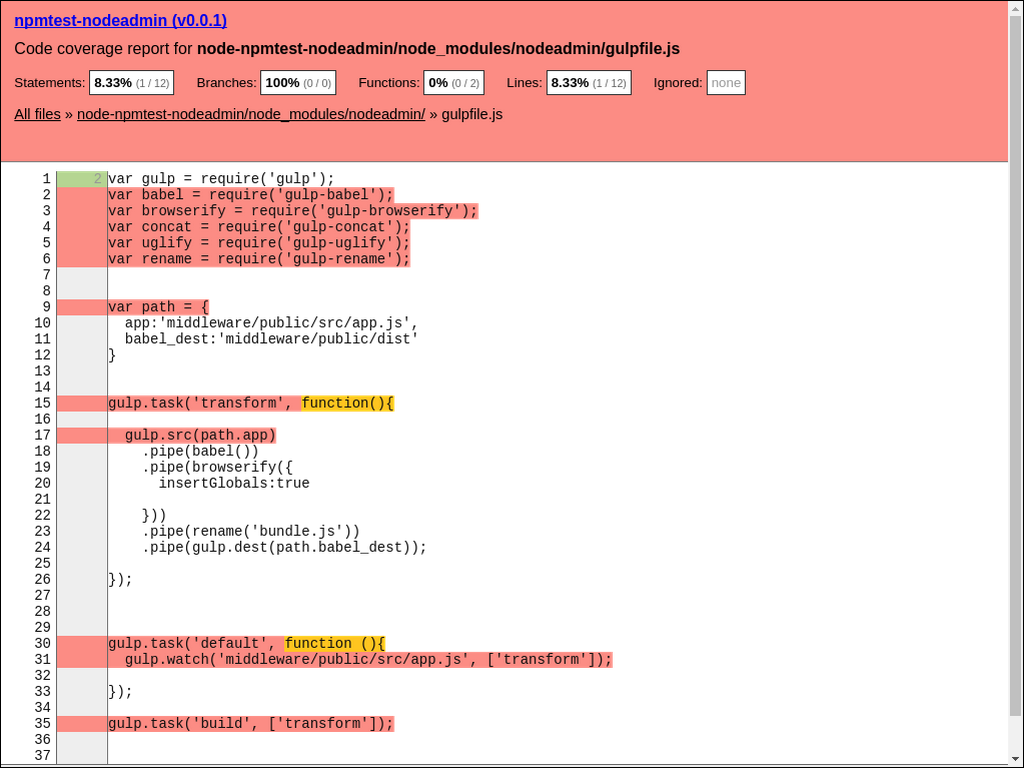 npmtest-nodeadmin (v0.0.1)
Code coverage report for node-npmtest-nodeadmin/node_modules/nodeadmin/gulpfile.js
Statements: 8.33% (1 / 12) Branches: 100% (0 / 0) Functions: 0% (0 / 2) Lines: 8.33% (1 / 12) Ignored: none
All files » node-npmtest-nodeadmin/node_modules/nodeadmin/ » gulpfile.js
1 2 var gulp = require('gulp');
2 var babel = require('gulp-babel');
3 var browserify = require('gulp-browserify');
4 var concat = require('gulp-concat');
5 var uglify = require('gulp-uglify');
6 var rename = require('gulp-rename');
7
8
9 var path = {
10   app:'middleware/public/src/app.js',
11   babel_dest:'middleware/public/dist'
12 }
13
14
15 gulp.task('transform', function(){
16
17   gulp.src(path.app)
18     .pipe(babel())
19     .pipe(browserify({
20       insertGlobals:true
21
22     }))
23     .pipe(rename('bundle.js'))
24     .pipe(gulp.dest(path.babel_dest));
25
26 });
27
28
29
30 gulp.task('default', function (){
31   gulp.watch('middleware/public/src/app.js', ['transform']);
32
33 });
34
35 gulp.task('build', ['transform']);
36
37